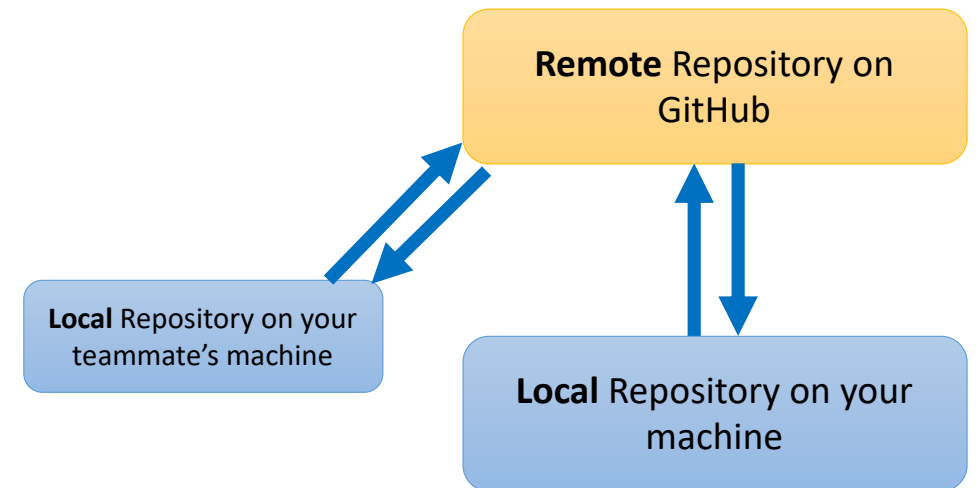 Remote Repository on
GitHub
Local Repository on your
teammate's machine
Local Repository on your
machine